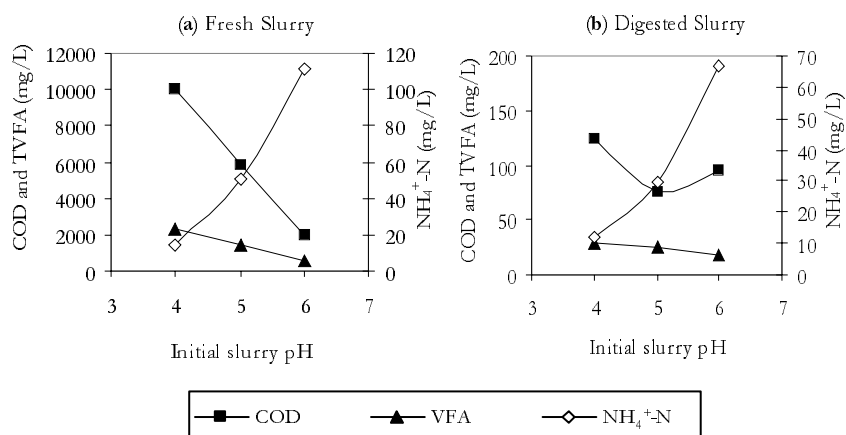 (a) Fresh Slurry
COD and TVFA (mg/L)
12000
10000
8000
6000
4000
2000
0
120
100
80
60
40
20
0
NH₄⁺-N (mg/L)
3 4 5 6 7
Initial slurry pH
(b) Digested Slurry
COD and TVFA (mg/L)
200
150
100
50
0
70
60
50
40
30
20
10
0
NH₄⁺-N (mg/L)
3 4 5 6 7
Initial slurry pH
COD VFA NH₄⁺-N